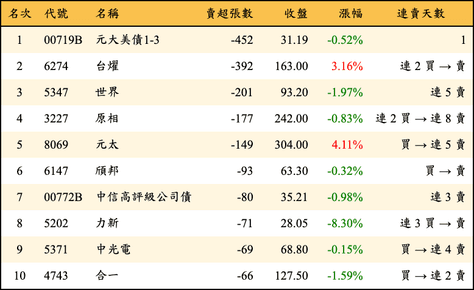 名次 代號 名稱 賣超張數 收盤 漲幅 連賣天數
1 00719B 元大美債1-3 -452 31.19 -0.52% 1
2 6274 台燿 -392 163.00 3.16% 連 2 買 → 賣
3 5347 世界 -201 93.20 -1.97% 連 5 賣
4 3227 原相 -177 242.00 -0.83% 連 2 買 → 連 8 賣
5 8069 元太 -149 304.00 4.11% 買 → 連 5 賣
6 6147 頎邦 -93 63.30 -0.32% 買 → 賣
7 00772B 中信高評級公司債 -80 35.21 -0.98% 連 3 賣
8 5202 力新 -71 28.05 -8.30% 連 3 買 → 賣
9 5371 中光電 -69 68.80 -0.15% 買 → 連 4 賣
10 4743 合一 -66 127.50 -1.59% 買 → 連 2 賣